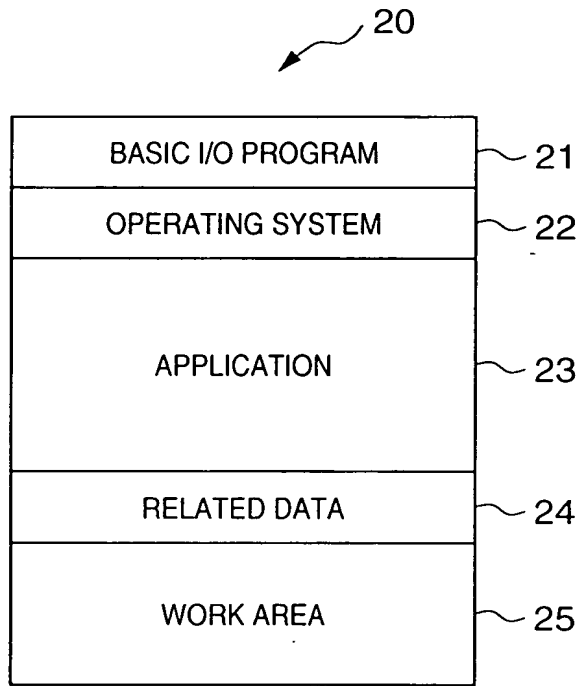 20
BASIC I/O PROGRAM 21
OPERATING SYSTEM 22
APPLICATION 23
RELATED DATA 24
WORK AREA 25